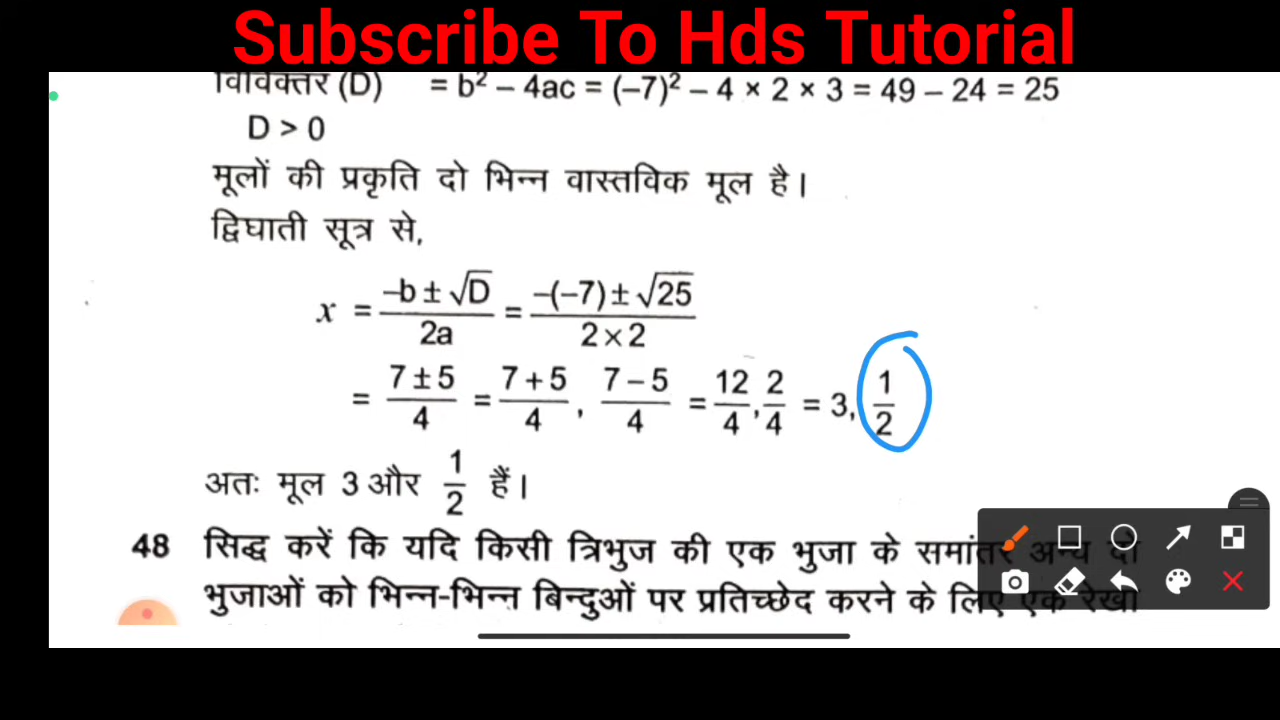 Subscribe To Hds Tutorial
विविक्तर (D) = b² – 4ac = (–7)² – 4 × 2 × 3 = 49 – 24 = 25
D > 0
मूलों की प्रकृति दो भिन्न वास्तविक मूल है।
द्विघाती सूत्र से,
x = (–b ± √D)/(2a) = (–(–7) ± √25)/(2 × 2)
= (7 ± 5)/4 = (7 + 5)/4, (7 – 5)/4 = 12/4, 2/4 = 3, 1/2
अतः मूल 3 और 1/2 हैं।
48 सिद्ध करें कि यदि किसी त्रिभुज की एक भुजा के समांतर अन्य दो
भुजाओं को भिन्न-भिन्न बिन्दुओं पर प्रतिच्छेद करने के लिए एक रेखा